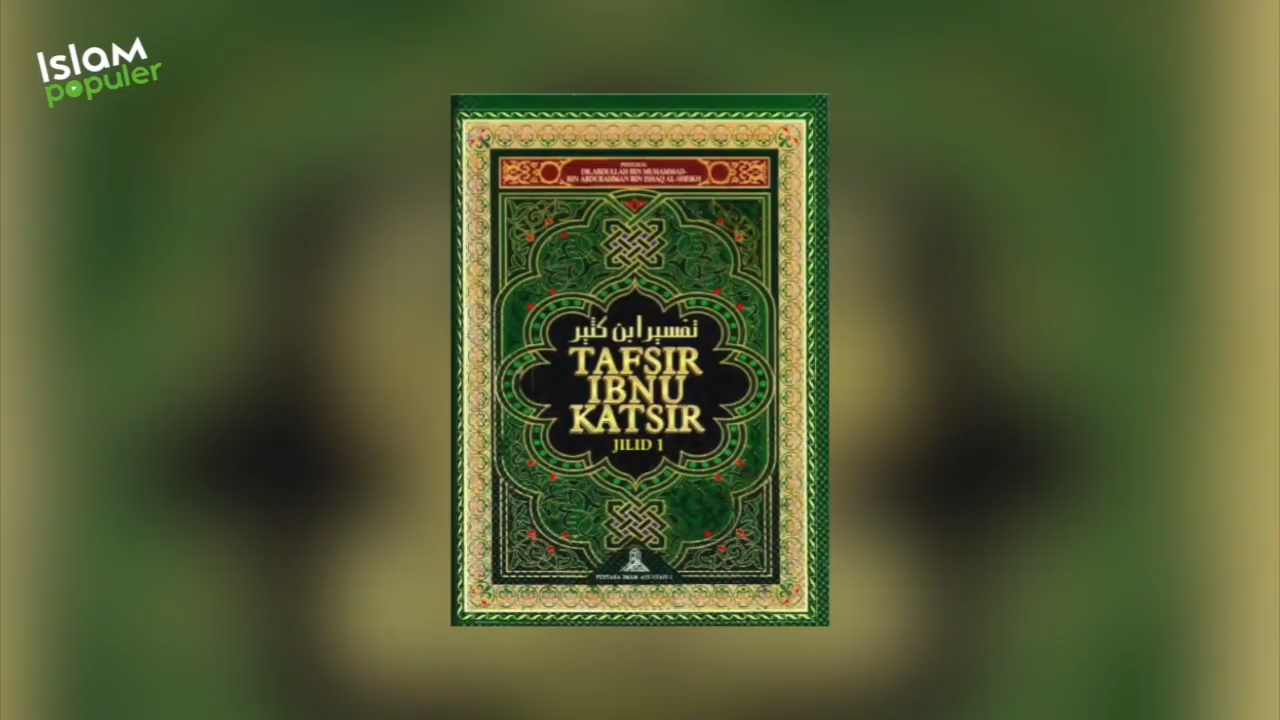 Islam
populer
PENTAHQIQ:
DR.ABDULLAH BIN MUHAMMAD
BIN ABDURAHMAN BIN ISHAQ AL-SHEIKH
تفسير ابن كثير
TAFSIR
IBNU
KATSIR
JILID 1
PUSTAKA IMAM ASY-SYAFI'I